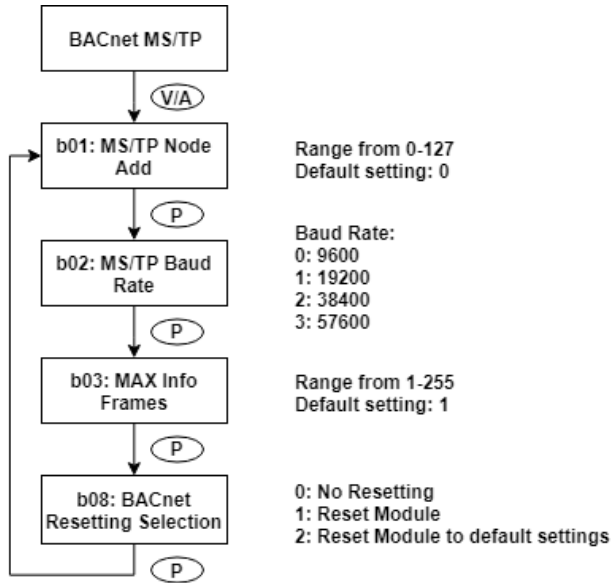 BACnet MS/TP
V/A
b01: MS/TP Node
Add
Range from 0-127
Default setting: 0
P
b02: MS/TP Baud
Rate
Baud Rate:
0: 9600
1: 19200
2: 38400
3: 57600
P
b03: MAX Info
Frames
Range from 1-255
Default setting: 1
P
b08: BACnet
Resetting Selection
0: No Resetting
1: Reset Module
2: Reset Module to default settings
P